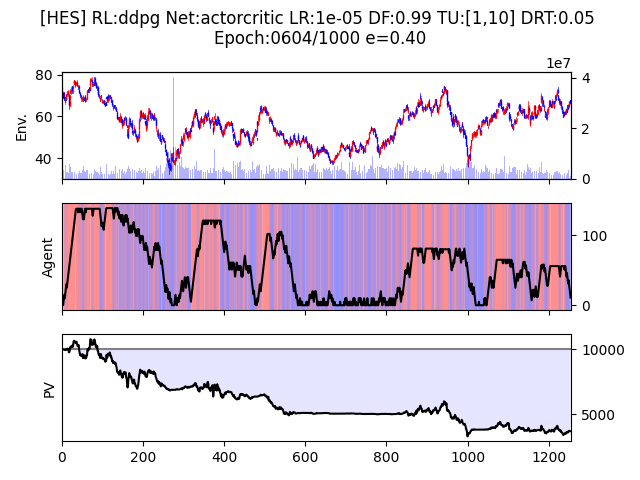 [HES] RL:ddpg Net:actorcritic LR:1e-05 DF:0.99 TU:[1,10] DRT:0.05
Epoch:0604/1000 e=0.40
1e7
80
60
40
Env.
4
2
0
Agent
100
0
PV
10000
5000
0 200 400 600 800 1000 1200